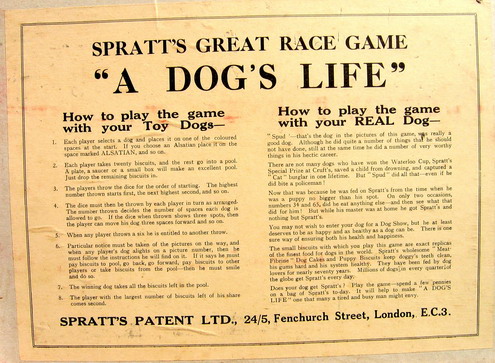 SPRATT'S GREAT RACE GAME
"A DOG'S LIFE"
How to play the game
with your Toy Dogs—
1. Each player selects a dog and places it on one of the coloured
spaces at the start. If you choose an Alsatian place it on the
space marked ALSATIAN, and so on.
2. Each player takes twenty biscuits, and the rest go into a pool.
A plate, a saucer or a small box will make an excellent pool.
Just drop the remaining biscuits in.
3. The players throw the dice for the order of starting. The highest
number thrown starts first, the next highest second, and so on.
4. The dice must then be thrown by each player in turn as arranged.
The number thrown decides the number of spaces each dog is
allowed to go. If the dice when thrown shows three spots, then
the player can move his dog three spaces forward and so on.
5. When any player throws a six he is entitled to another throw.
6. Particular notice must be taken of the pictures on the way, and
when any player's dog alights on a picture number, then he
must follow the instructions he will find on it. If it says he must
pay biscuits to pool, go back, go forward, pay biscuits to other
players or take biscuits from the pool—then he must smile
and do so.
7. The winning dog takes all the biscuits left in the pool.
8. The player with the largest number of biscuits left of his share
comes second.
How to play the game
with your REAL Dog—
"Spud"—that's the dog in the pictures of this game, was really a
good dog. Although he did quite a number of things he should
not have done, still at the same time he did a number of very worthy
things in his hectic career.
There are not many dogs who have won the Waterloo Cup, Spratt's
Special Prize at Crufts, saved a child from drowning, and captured a
"Cat" burglar in one lifetime. But "Spud" did all that—even if he
did bite a policeman!
Now that was because he was fed on Spratt's from the time when he
was a puppy no bigger than his spot. On only two occasions,
numbers 34 and 65, did he eat anything else—and then see what that
did for him! But while his master was at home he got Spratt's and
nothing but Spratt's.
You may not wish to enter your dog for a Dog Show, but he at least
deserves to be as happy and as healthy as a dog can be. There is one
sure way of ensuring both his health and happiness.
The small biscuits with which you play this game are exact replicas
of the finest food for dogs in the world. Spratt's wholesome "Meat-
Fibrine" Dog Cakes and Puppy Biscuits keep doggy's teeth clean,
his gums hard and his system healthy. They have been fed by dog
lovers for nearly seventy years. Millions of dogs in every quarter of
the globe get Spratt's every day.
Does your dog get Spratt's? Play the game—spend a few pennies
on a bag of Spratt's to-day. It will help to make "A DOG'S
LIFE" one that many a tired and busy man might envy.
SPRATT'S PATENT LTD., 24/5, Fenchurch Street, London, E.C.3.